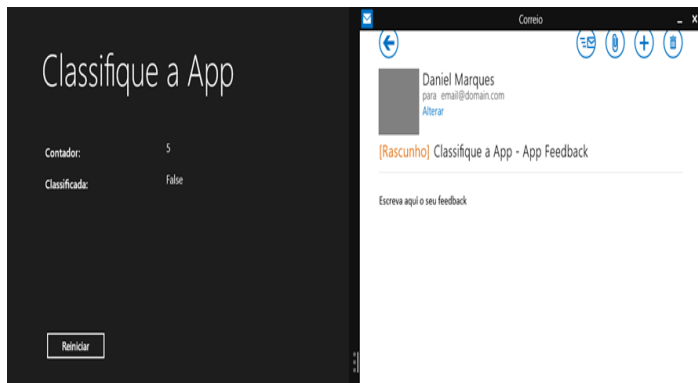 Classifique a App
Contador: 5
Classificada: False
Reiniciar
Correio
Daniel Marques
para email@domain.com
Alterar
[Rascunho] Classifique a App - App Feedback
Escreva aqui o seu feedback